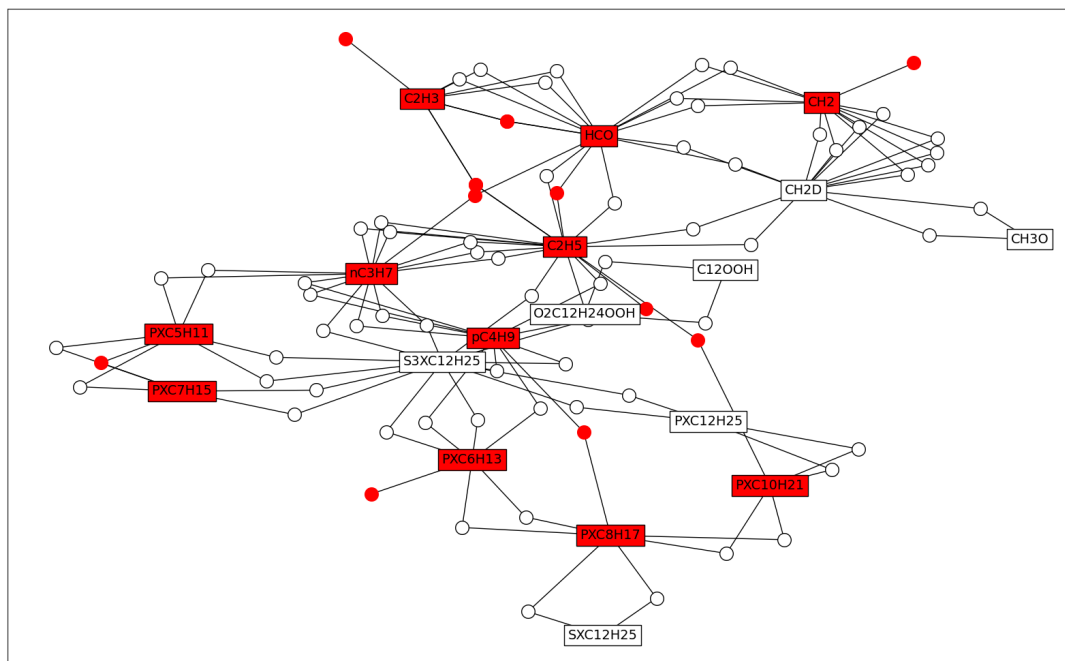 C2H3
CH2
HCO
CH2D
CH3O
C2H5
C12OOH
nC3H7
O2C12H24OOH
PXC5H11
pC4H9
S3XC12H25
PXC7H15
PXC12H25
PXC6H13
PXC10H21
PXC8H17
SXC12H25